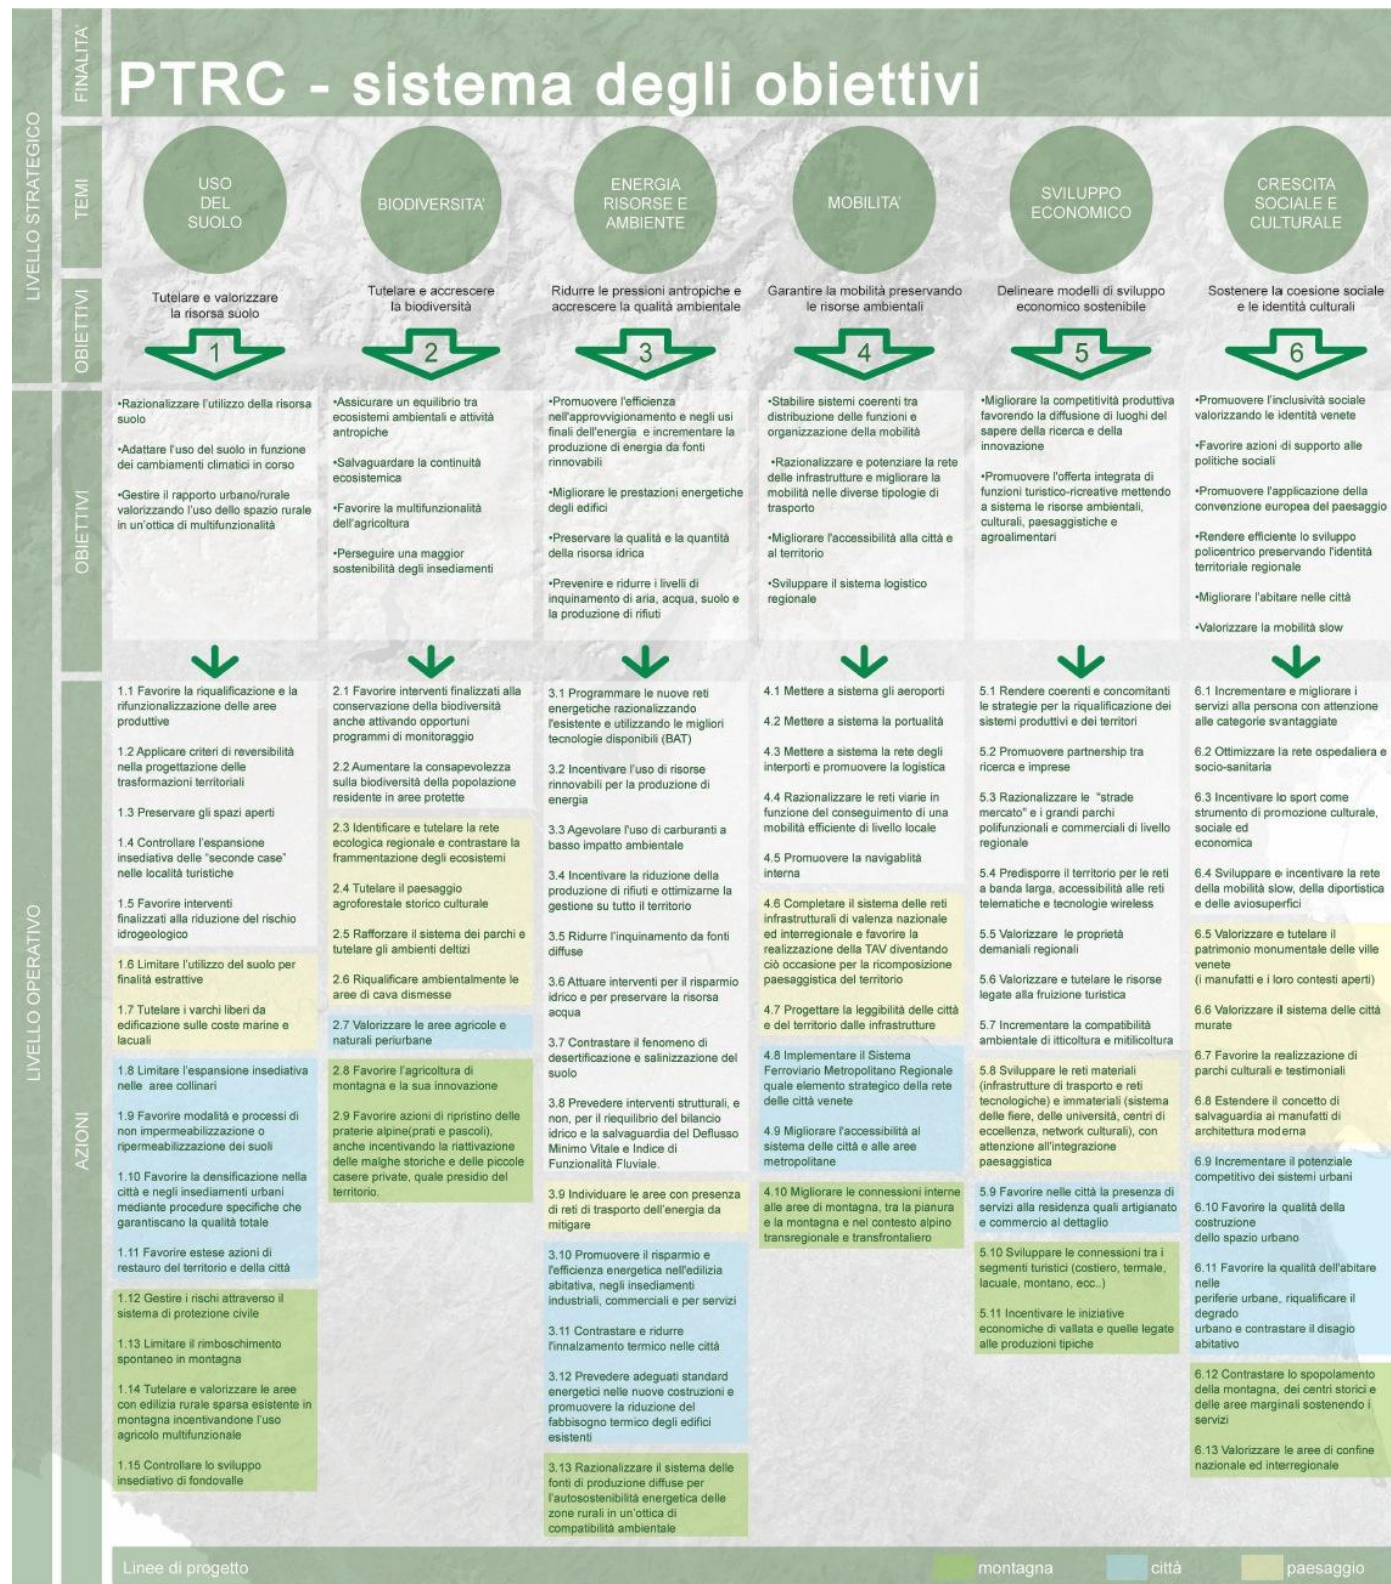 FINALITA'
PTRC - sistema degli obiettivi
LIVELLO STRATEGICO
TEMI
USO
DEL
SUOLO
BIODIVERSITA'
ENERGIA
RISORSE E
AMBIENTE
MOBILITA'
SVILUPPO
ECONOMICO
CRESCITA
SOCIALE E
CULTURALE
OBIETTIVI
Tutelare e valorizzare
la risorsa suolo
1
Tutelare e accrescere
la biodiversità
2
Ridurre le pressioni antropiche e
accrescere la qualità ambientale
3
Garantire la mobilità preservando
le risorse ambientali
4
Delineare modelli di sviluppo
economico sostenibile
5
Sostenere la coesione sociale
e le identità culturali
6
LIVELLO OPERATIVO
OBIETTIVI
•Razionalizzare l'utilizzo della risorsa
suolo
•Adattare l'uso del suolo in funzione
dei cambiamenti climatici in corso
•Gestire il rapporto urbano/rurale
valorizzando l'uso dello spazio rurale
in un'ottica di multifunzionalità
•Assicurare un equilibrio tra
ecosistemi ambientali e attività
antropiche
•Salvaguardare la continuità
ecosistemica
•Favorire la multifunzionalità
dell'agricoltura
•Perseguire una maggior
sostenibilità degli insediamenti
•Promuovere l'efficienza
nell'approvvigionamento e negli usi
finali dell'energia e incrementare la
produzione di energia da fonti
rinnovabili
•Migliorare le prestazioni energetiche
degli edifici
•Preservare la qualità e la quantità
della risorsa idrica
•Prevenire e ridurre i livelli di
inquinamento di aria, acqua, suolo e
la produzione di rifiuti
•Stabilire sistemi coerenti tra
distribuzione delle funzioni e
organizzazione della mobilità
•Razionalizzare e potenziare la rete
delle infrastrutture e migliorare la
mobilità nelle diverse tipologie di
trasporto
•Migliorare l'accessibilità alla città e
al territorio
•Sviluppare il sistema logistico
regionale
•Migliorare la competitività produttiva
favorendo la diffusione di luoghi del
sapere della ricerca e della
innovazione
•Promuovere l'offerta integrata di
funzioni turistico-ricreative mettendo
a sistema le risorse ambientali,
culturali, paesaggistiche e
agroalimentari
•Promuovere l'inclusività sociale
valorizzando le identità venete
•Favorire azioni di supporto alle
politiche sociali
•Promuovere l'applicazione della
convenzione europea del paesaggio
•Rendere efficiente lo sviluppo
policentrico preservando l'identità
territoriale regionale
•Migliorare l'abitare nelle città
•Valorizzare la mobilità slow
AZIONI
1.1 Favorire la riqualificazione e la
rifunzionalizzazione delle aree
produttive
1.2 Applicare criteri di reversibilità
nella progettazione delle
trasformazioni territoriali
1.3 Preservare gli spazi aperti
1.4 Controllare l'espansione
insediativa delle "seconde case"
nelle località turistiche
1.5 Favorire interventi
finalizzati alla riduzione del rischio
idrogeologico
1.6 Limitare l'utilizzo del suolo per
finalità estrattive
1.7 Tutelare i varchi liberi da
edificazione sulle coste marine e
lacuali
1.8 Limitare l'espansione insediativa
nelle aree collinari
1.9 Favorire modalità e processi di
non impermeabilizzazione o
ripermeabilizzazione dei suoli
1.10 Favorire la densificazione nella
città e negli insediamenti urbani
mediante procedure specifiche che
garantiscano la qualità totale
1.11 Favorire estese azioni di
restauro del territorio e della città
1.12 Gestire i rischi attraverso il
sistema di protezione civile
1.13 Limitare il rimboschimento
spontaneo in montagna
1.14 Tutelare e valorizzare le aree
con edilizia rurale sparsa esistente in
montagna incentivandone l'uso
agricolo multifunzionale
1.15 Controllare lo sviluppo
insediativo di fondovalle
2.1 Favorire interventi finalizzati alla
conservazione della biodiversità
anche attivando opportuni
programmi di monitoraggio
2.2 Aumentare la consapevolezza
sulla biodiversità della popolazione
residente in aree protette
2.3 Identificare e tutelare la rete
ecologica regionale e contrastare la
frammentazione degli ecosistemi
2.4 Tutelare il paesaggio
agroforestale storico culturale
2.5 Rafforzare il sistema dei parchi e
tutelare gli ambienti deltizi
2.6 Riqualificare ambientalmente le
aree di cava dismesse
2.7 Valorizzare le aree agricole e
naturali periurbane
2.8 Favorire l'agricoltura di
montagna e la sua innovazione
2.9 Favorire azioni di ripristino delle
praterie alpine(prati e pascoli),
anche incentivando la riattivazione
delle malghe storiche e delle piccole
casere private, quale presidio del
territorio.
3.1 Programmare le nuove reti
energetiche razionalizzando
l'esistente e utilizzando le migliori
tecnologie disponibili (BAT)
3.2 Incentivare l'uso di risorse
rinnovabili per la produzione di
energia
3.3 Agevolare l'uso di carburanti a
basso impatto ambientale
3.4 Incentivare la riduzione della
produzione di rifiuti e ottimizzarne la
gestione su tutto il territorio
3.5 Ridurre l'inquinamento da fonti
diffuse
3.6 Attuare interventi per il risparmio
idrico e per preservare la risorsa
acqua
3.7 Contrastare il fenomeno di
desertificazione e salinizzazione del
suolo
3.8 Prevedere interventi strutturali, e
non, per il riequilibrio del bilancio
idrico e la salvaguardia del Deflusso
Minimo Vitale e Indice di
Funzionalità Fluviale.
3.9 Individuare le aree con presenza
di reti di trasporto dell'energia da
mitigare
3.10 Promuovere il risparmio e
l'efficienza energetica nell'edilizia
abitativa, negli insediamenti
industriali, commerciali e per servizi
3.11 Contrastare e ridurre
l'innalzamento termico nelle città
3.12 Prevedere adeguati standard
energetici nelle nuove costruzioni e
promuovere la riduzione del
fabbisogno termico degli edifici
esistenti
3.13 Razionalizzare il sistema delle
fonti di produzione diffuse per
l'autosostenibilità energetica delle
zone rurali in un'ottica di
compatibilità ambientale
4.1 Mettere a sistema gli aeroporti
4.2 Mettere a sistema la portualità
4.3 Mettere a sistema la rete degli
interporti e promuovere la logistica
4.4 Razionalizzare le reti viarie in
funzione del conseguimento di una
mobilità efficiente di livello locale
4.5 Promuovere la navigablità
interna
4.6 Completare il sistema delle reti
infrastrutturali di valenza nazionale
ed interregionale e favorire la
realizzazione della TAV diventando
ciò occasione per la ricomposizione
paesaggistica del territorio
4.7 Progettare la leggibilità delle città
e del territorio dalle infrastrutture
4.8 Implementare il Sistema
Ferroviario Metropolitano Regionale
quale elemento strategico della rete
delle città venete
4.9 Migliorare l'accessibilità al
sistema delle città e alle aree
metropolitane
4.10 Migliorare le connessioni interne
alle aree di montagna, tra la pianura
e la montagna e nel contesto alpino
transregionale e transfrontaliero
5.1 Rendere coerenti e concomitanti
le strategie per la riqualificazione dei
sistemi produttivi e dei territori
5.2 Promuovere partnership tra
ricerca e imprese
5.3 Razionalizzare le "strade
mercato" e i grandi parchi
polifunzionali e commerciali di livello
regionale
5.4 Predisporre il territorio per le reti
a banda larga, accessibilità alle reti
telematiche e tecnologie wireless
5.5 Valorizzare le proprietà
demaniali regionali
5.6 Valorizzare e tutelare le risorse
legate alla fruizione turistica
5.7 Incrementare la compatibilità
ambientale di itticoltura e mitilicoltura
5.8 Sviluppare le reti materiali
(infrastrutture di trasporto e reti
tecnologiche) e immateriali (sistema
delle fiere, delle università, centri di
eccellenza, network culturali), con
attenzione all'integrazione
paesaggistica
5.9 Favorire nelle città la presenza di
servizi alla residenza quali artigianato
e commercio al dettaglio
5.10 Sviluppare le connessioni tra i
segmenti turistici (costiero, termale,
lacuale, montano, ecc..)
5.11 Incentivare le iniziative
economiche di vallata e quelle legate
alle produzioni tipiche
6.1 Incrementare e migliorare i
servizi alla persona con attenzione
alle categorie svantaggiate
6.2 Ottimizzare la rete ospedaliera e
socio-sanitaria
6.3 Incentivare lo sport come
strumento di promozione culturale,
sociale ed
economica
6.4 Sviluppare e incentivare la rete
della mobilità slow, della diportistica
e delle aviosuperfici
6.5 Valorizzare e tutelare il
patrimonio monumentale delle ville
venete
(i manufatti e i loro contesti aperti)
6.6 Valorizzare il sistema delle città
murate
6.7 Favorire la realizzazione di
parchi culturali e testimoniali
6.8 Estendere il concetto di
salvaguardia ai manufatti di
architettura moderna
6.9 Incrementare il potenziale
competitivo dei sistemi urbani
6.10 Favorire la qualità della
costruzione
dello spazio urbano
6.11 Favorire la qualità dell'abitare
nelle
periferie urbane, riqualificare il
degrado
urbano e contrastare il disagio
abitativo
6.12 Contrastare lo spopolamento
della montagna, dei centri storici e
delle aree marginali sostenendo i
servizi
6.13 Valorizzare le aree di confine
nazionale ed interregionale
Linee di progetto
montagna
città
paesaggio